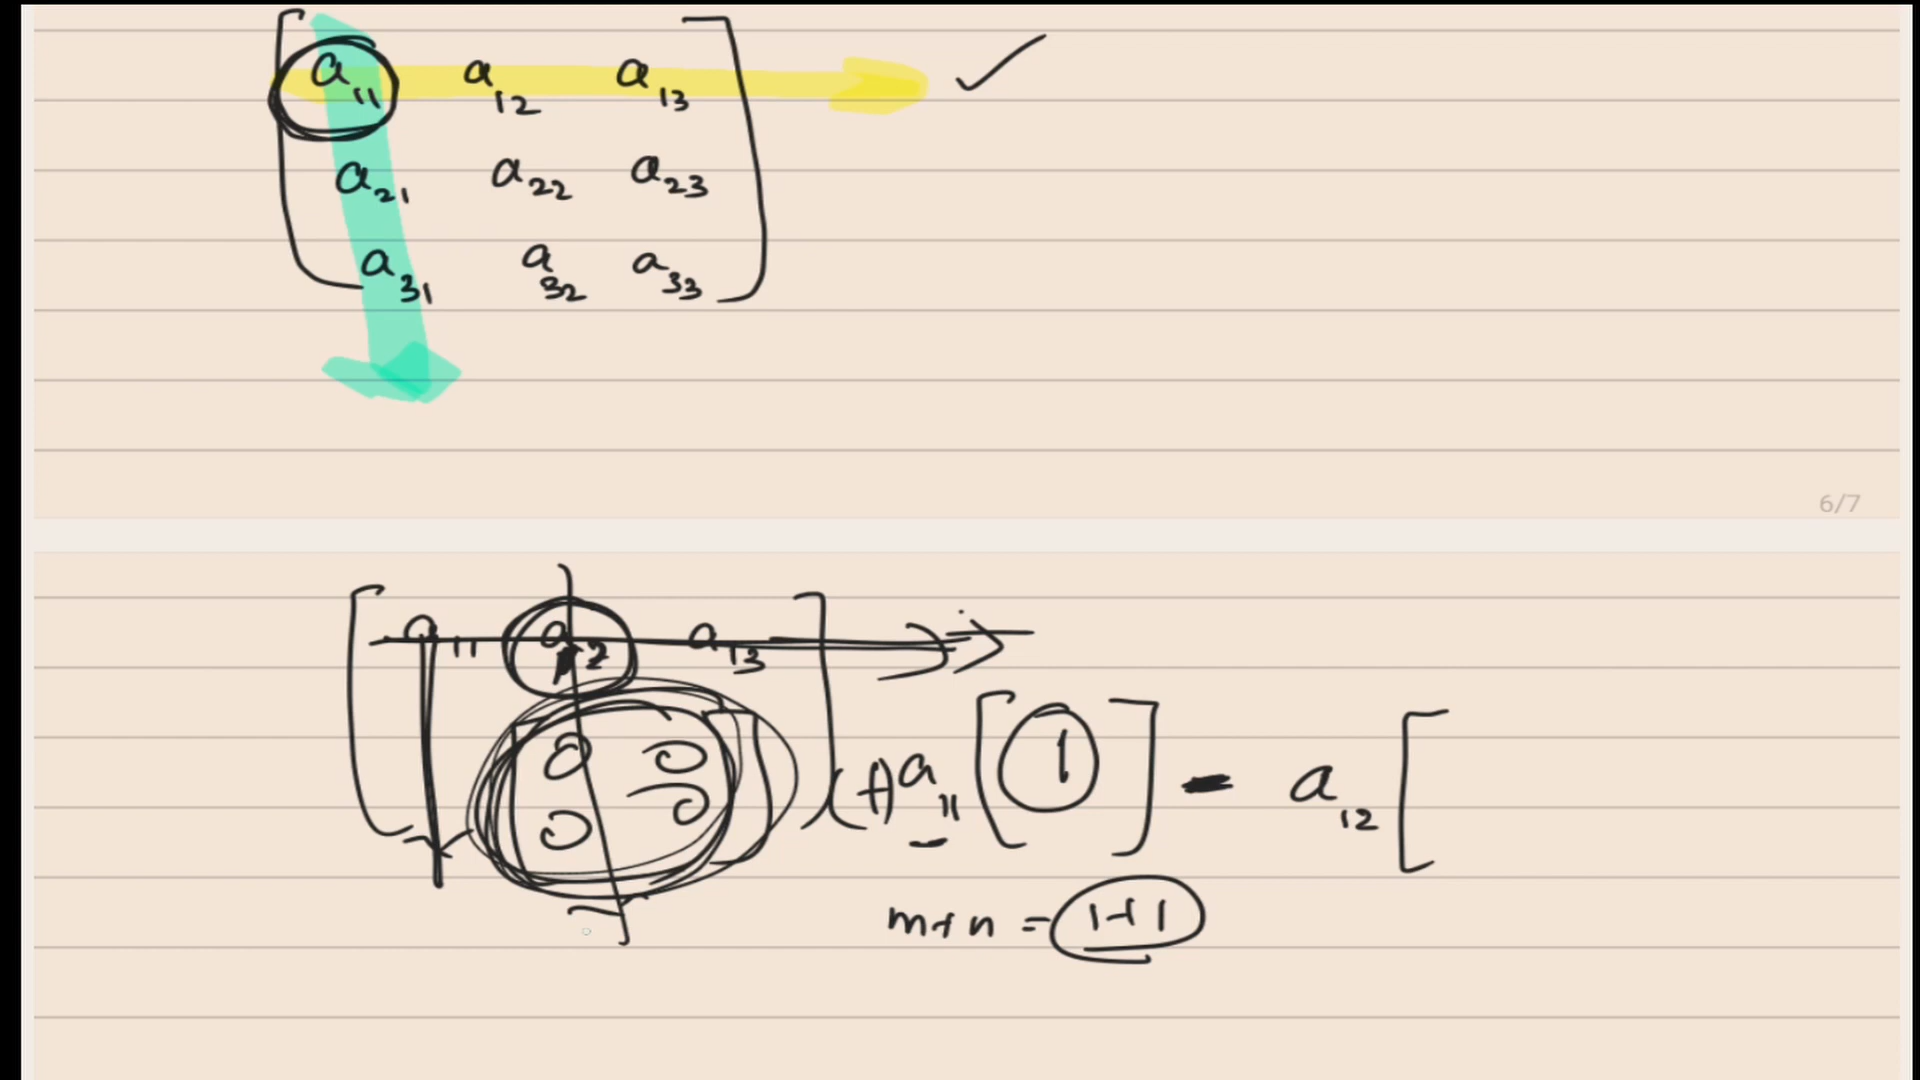 a11 a12 a13
a21 a22 a23
a31 a32 a33
6/7
a11 a12 a13
(+) a11 [ 1 ] - a12 [
m+n = 1+1